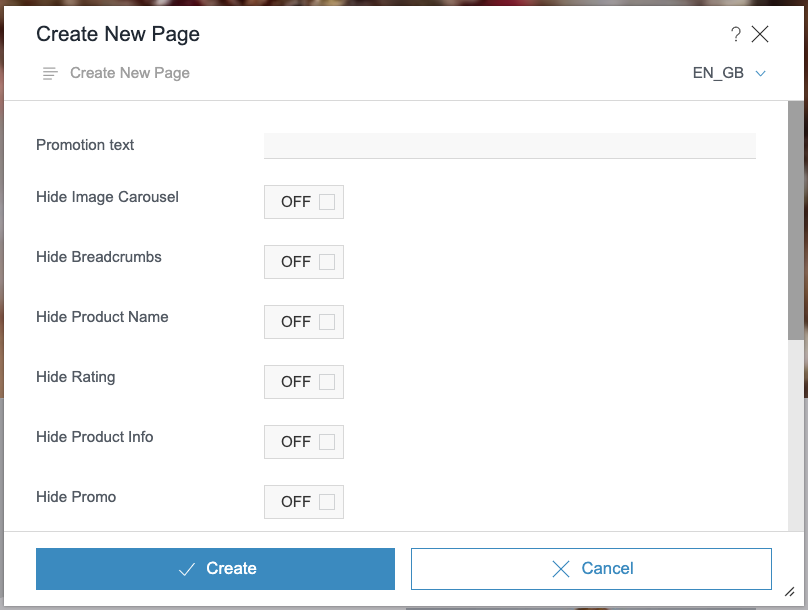 Create New Page
?
Create New Page
EN_GB
Promotion text
Hide Image Carousel
OFF
Hide Breadcrumbs
OFF
Hide Product Name
OFF
Hide Rating
OFF
Hide Product Info
OFF
Hide Promo
OFF
Create
Cancel